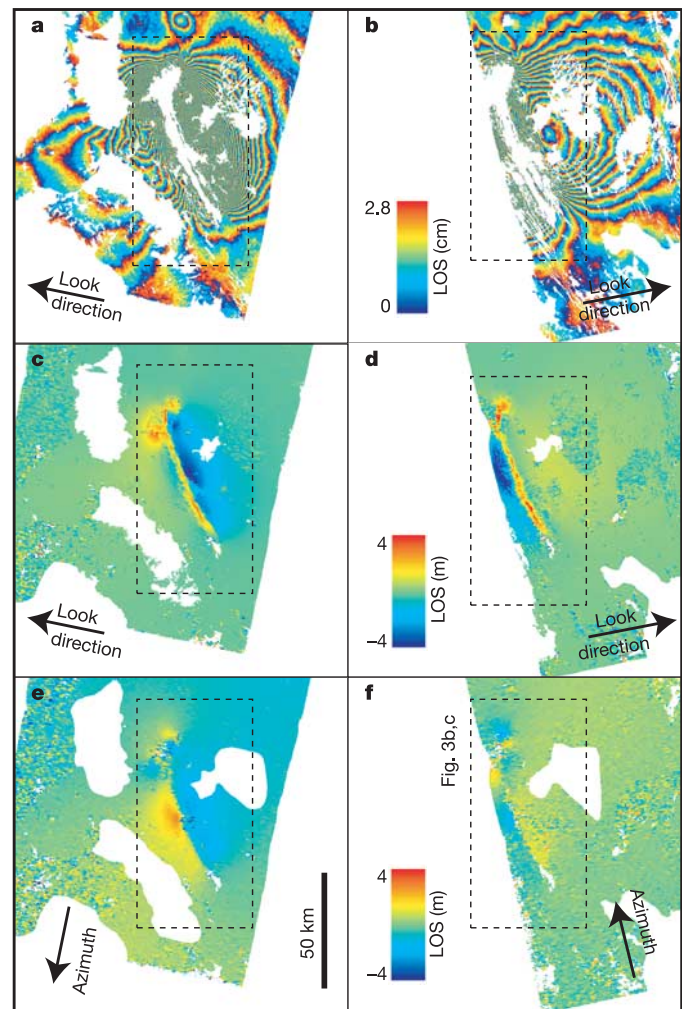 a
b
2.8
LOS (cm)
0
Look
direction
Look
direction
c
d
4
LOS (m)
–4
Look
direction
Look
direction
e
f
Fig. 3b,c
4
LOS (m)
–4
50 km
Azimuth
Azimuth